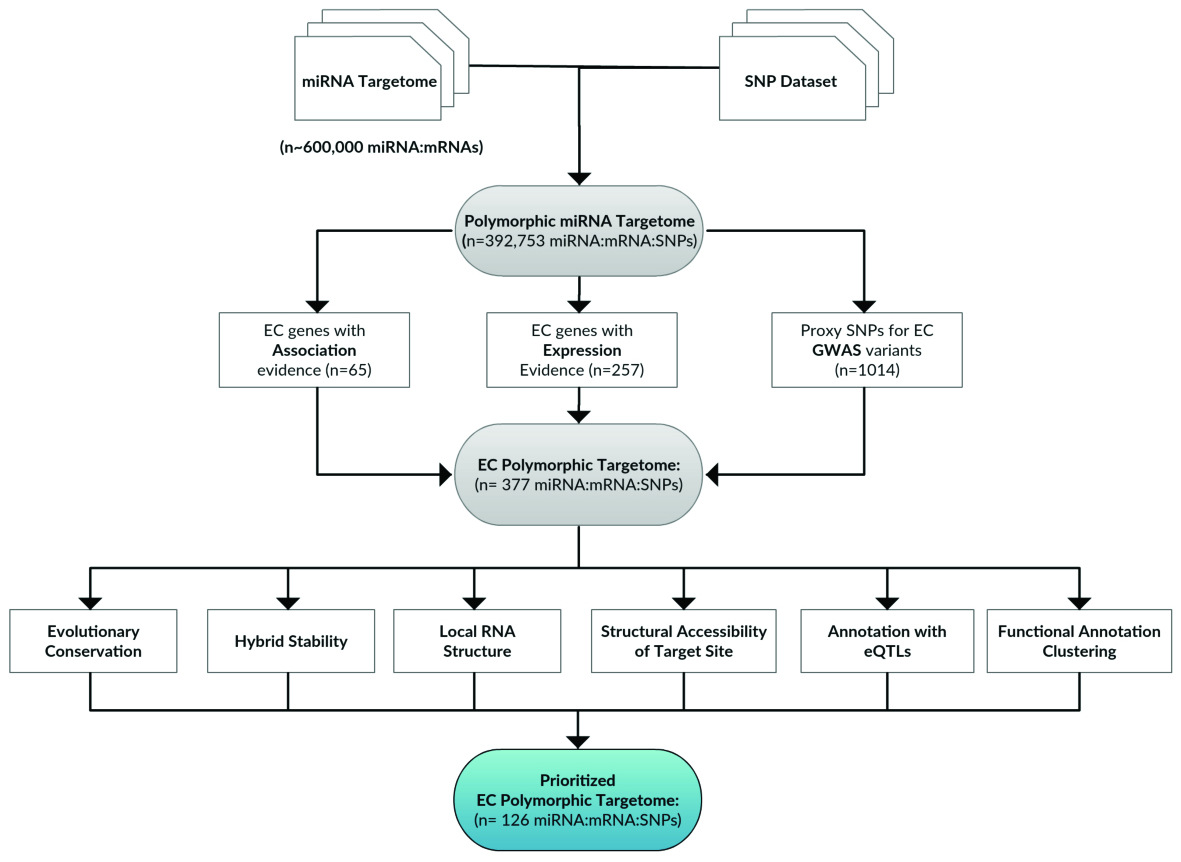 miRNA Targetome
SNP Dataset
(n~600,000 miRNA:mRNAs)
Polymorphic miRNA Targetome
(n=392,753 miRNA:mRNA:SNPs)
EC genes with
Association
evidence (n=65)
EC genes with
Expression
Evidence (n=257)
Proxy SNPs for EC
GWAS variants
(n=1014)
EC Polymorphic Targetome:
(n= 377 miRNA:mRNA:SNPs)
Evolutionary
Conservation
Hybrid Stability
Local RNA
Structure
Structural Accessibility
of Target Site
Annotation with
eQTLs
Functional Annotation
Clustering
Prioritized
EC Polymorphic Targetome:
(n= 126 miRNA:mRNA:SNPs)